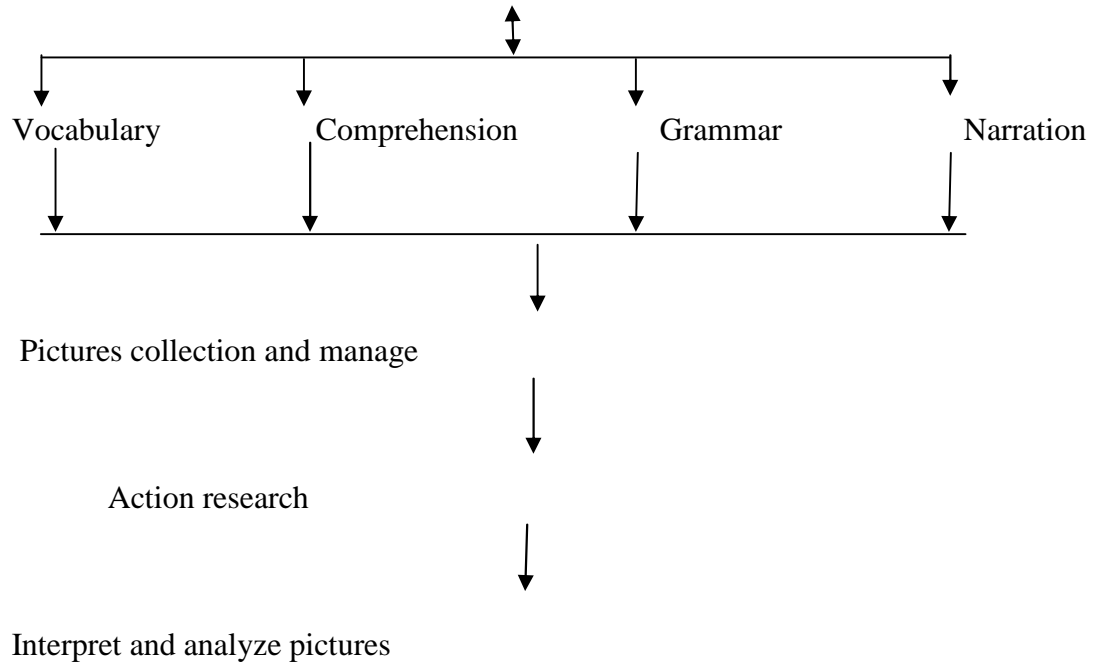 Vocabulary Comprehension Grammar Narration
Pictures collection and manage
Action research
Interpret and analyze pictures